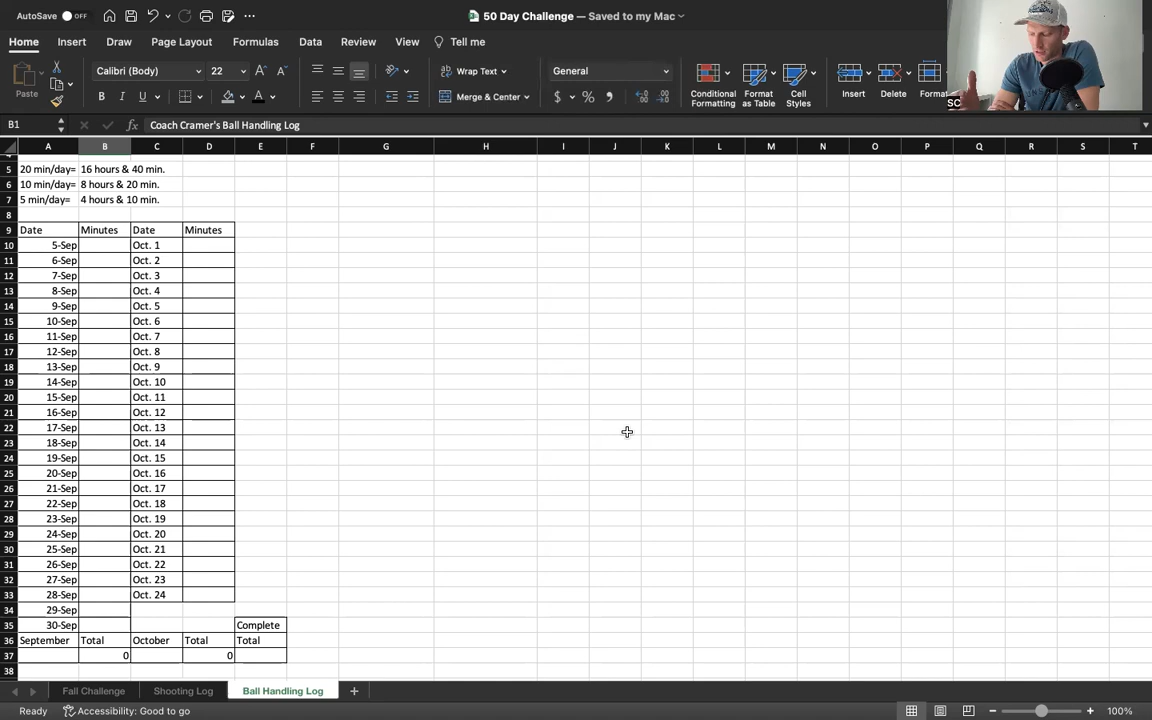 AutoSave OFF 50 Day Challenge — Saved to my Mac
Home Insert Draw Page Layout Formulas Data Review View Tell me
Paste Calibri (Body) 22 A A Wrap Text General Conditional Formatting Format as Table Cell Styles Insert Delete Format
B I U A Merge & Center $ % 9 SC
B1 fx Coach Cramer's Ball Handling Log
A B C D E F G H I J K L M N O P Q R S T
5 20 min/day= 16 hours & 40 min.
6 10 min/day= 8 hours & 20 min.
7 5 min/day= 4 hours & 10 min.
8
9 Date Minutes Date Minutes
10 5-Sep Oct. 1
11 6-Sep Oct. 2
12 7-Sep Oct. 3
13 8-Sep Oct. 4
14 9-Sep Oct. 5
15 10-Sep Oct. 6
16 11-Sep Oct. 7
17 12-Sep Oct. 8
18 13-Sep Oct. 9
19 14-Sep Oct. 10
20 15-Sep Oct. 11
21 16-Sep Oct. 12
22 17-Sep Oct. 13
23 18-Sep Oct. 14
24 19-Sep Oct. 15
25 20-Sep Oct. 16
26 21-Sep Oct. 17
27 22-Sep Oct. 18
28 23-Sep Oct. 19
29 24-Sep Oct. 20
30 25-Sep Oct. 21
31 26-Sep Oct. 22
32 27-Sep Oct. 23
33 28-Sep Oct. 24
34 29-Sep
35 30-Sep Complete
36 September Total October Total Total
37 0 0
38
Fall Challenge Shooting Log Ball Handling Log +
Ready Accessibility: Good to go 100%